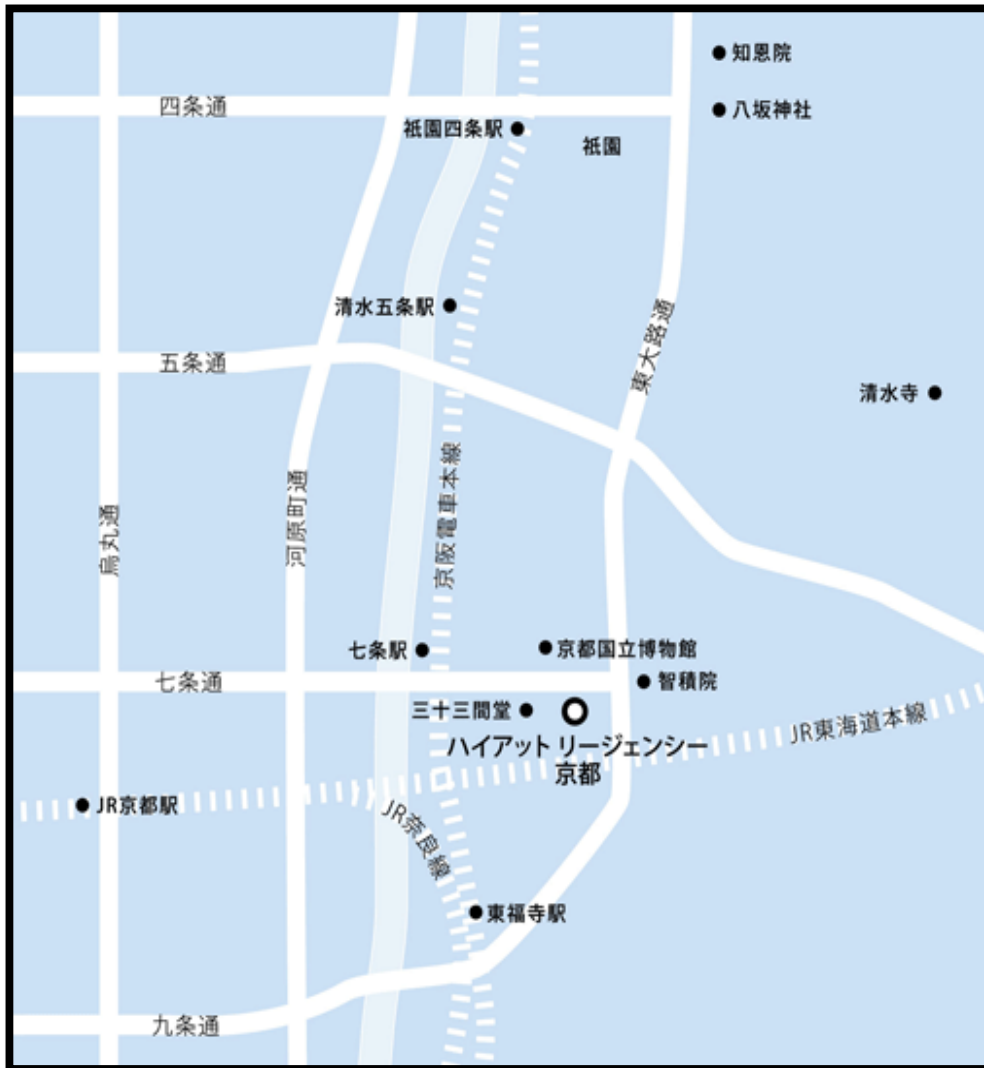 知恩院
四条通
八坂神社
祇園四条駅
祇園
清水五条駅
東大路通
五条通
清水寺
京阪電車本線
河原町通
烏丸通
七条駅
京都国立博物館
七条通
智積院
三十三間堂
ハイアット リージェンシー
京都
JR東海道本線
JR京都駅
JR奈良線
東福寺駅
九条通